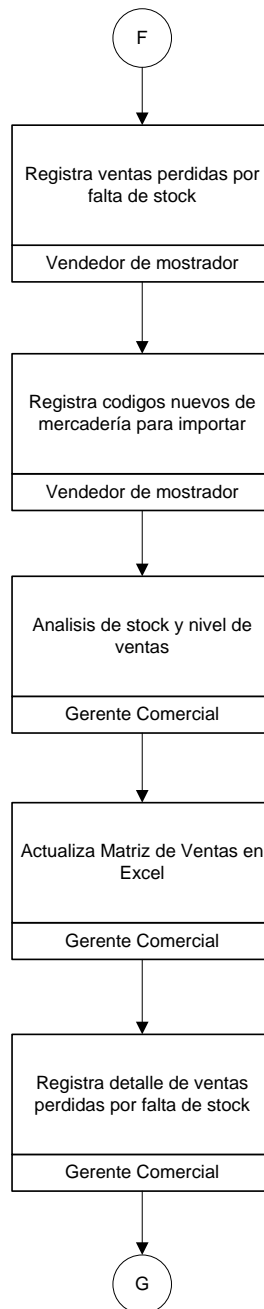 F
Registra ventas perdidas por
falta de stock
Vendedor de mostrador
Registra codigos nuevos de
mercadería para importar
Vendedor de mostrador
Analisis de stock y nivel de
ventas
Gerente Comercial
Actualiza Matriz de Ventas en
Excel
Gerente Comercial
Registra detalle de ventas
perdidas por falta de stock
Gerente Comercial
G